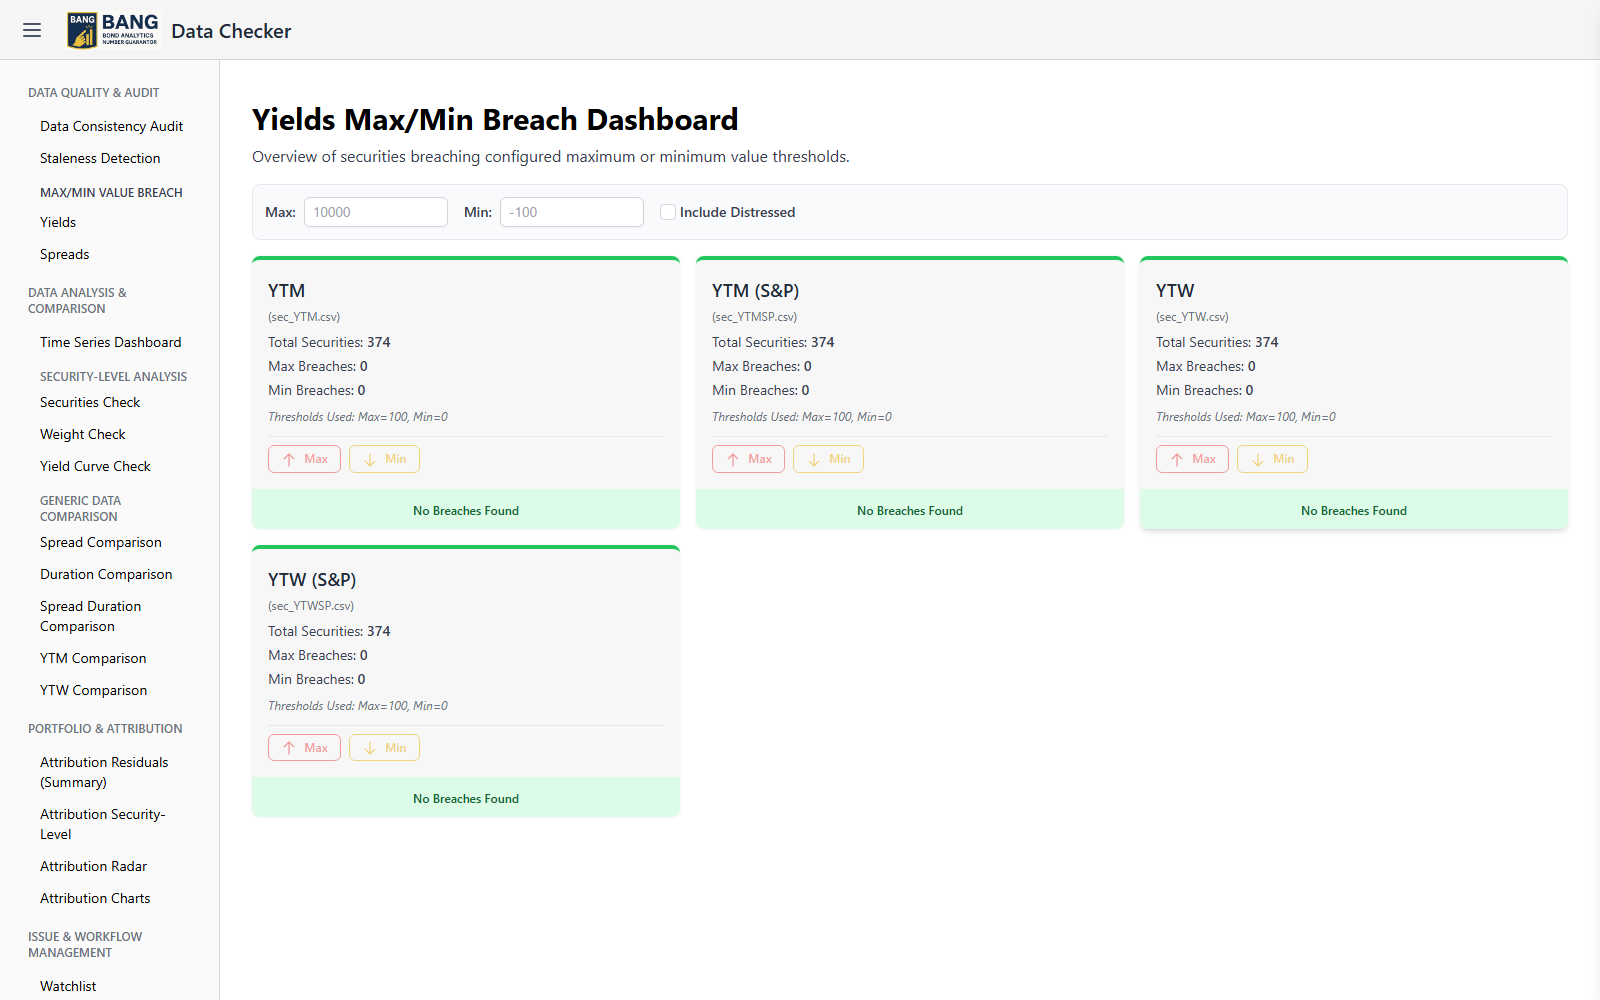 BANG
BANG
BOND ANALYTICS
NUMBER GUARANTOR
Data Checker
DATA QUALITY & AUDIT
Data Consistency Audit
Staleness Detection
MAX/MIN VALUE BREACH
Yields
Spreads
DATA ANALYSIS &
COMPARISON
Time Series Dashboard
SECURITY-LEVEL ANALYSIS
Securities Check
Weight Check
Yield Curve Check
GENERIC DATA
COMPARISON
Spread Comparison
Duration Comparison
Spread Duration
Comparison
YTM Comparison
YTW Comparison
PORTFOLIO & ATTRIBUTION
Attribution Residuals
(Summary)
Attribution Security-
Level
Attribution Radar
Attribution Charts
ISSUE & WORKFLOW
MANAGEMENT
Watchlist
Yields Max/Min Breach Dashboard
Overview of securities breaching configured maximum or minimum value thresholds.
Max: 10000 Min: -100 Include Distressed
YTM
(sec_YTM.csv)
Total Securities: 374
Max Breaches: 0
Min Breaches: 0
Thresholds Used: Max=100, Min=0
Max Min
No Breaches Found
YTM (S&P)
(sec_YTMSP.csv)
Total Securities: 374
Max Breaches: 0
Min Breaches: 0
Thresholds Used: Max=100, Min=0
Max Min
No Breaches Found
YTW
(sec_YTW.csv)
Total Securities: 374
Max Breaches: 0
Min Breaches: 0
Thresholds Used: Max=100, Min=0
Max Min
No Breaches Found
YTW (S&P)
(sec_YTWSP.csv)
Total Securities: 374
Max Breaches: 0
Min Breaches: 0
Thresholds Used: Max=100, Min=0
Max Min
No Breaches Found